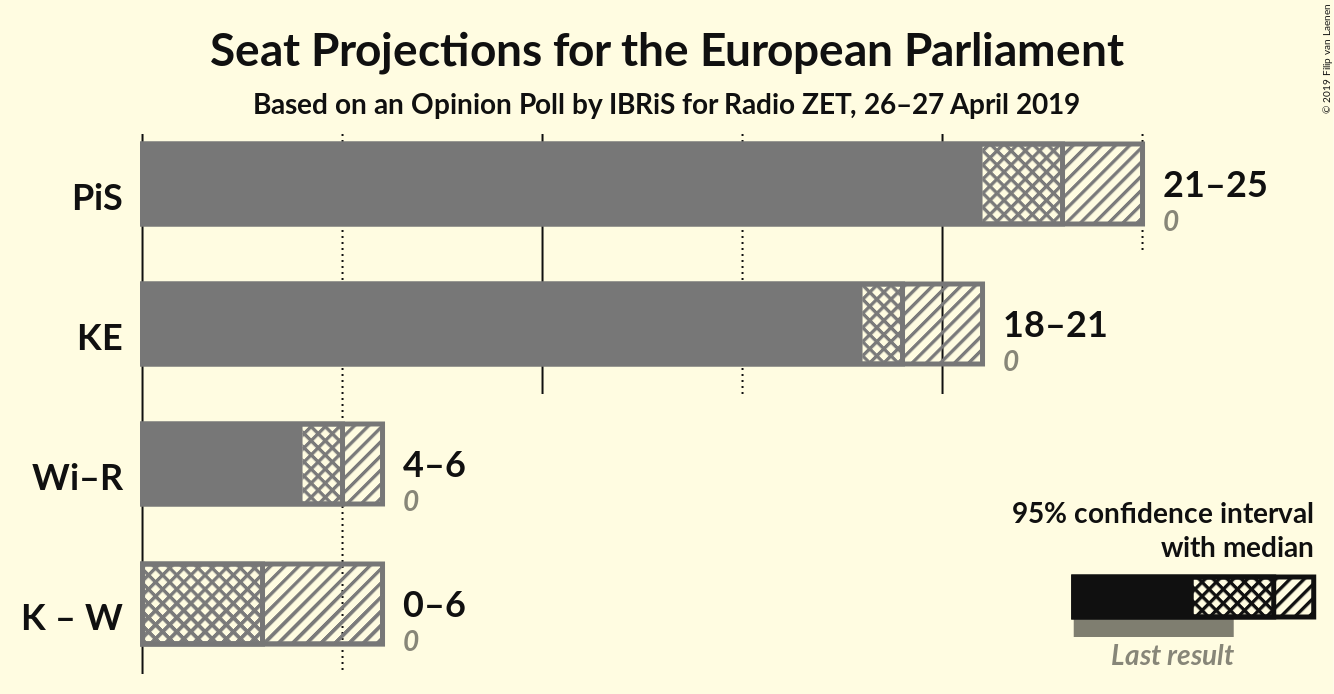 Seat Projections for the European Parliament
Based on an Opinion Poll by IBRiS for Radio ZET, 26–27 April 2019
© 2019 Filip van Laenen
PiS
21–25
0
KE
18–21
0
Wi–R
4–6
0
K – W
0–6
0
95% confidence interval
with median
Last result